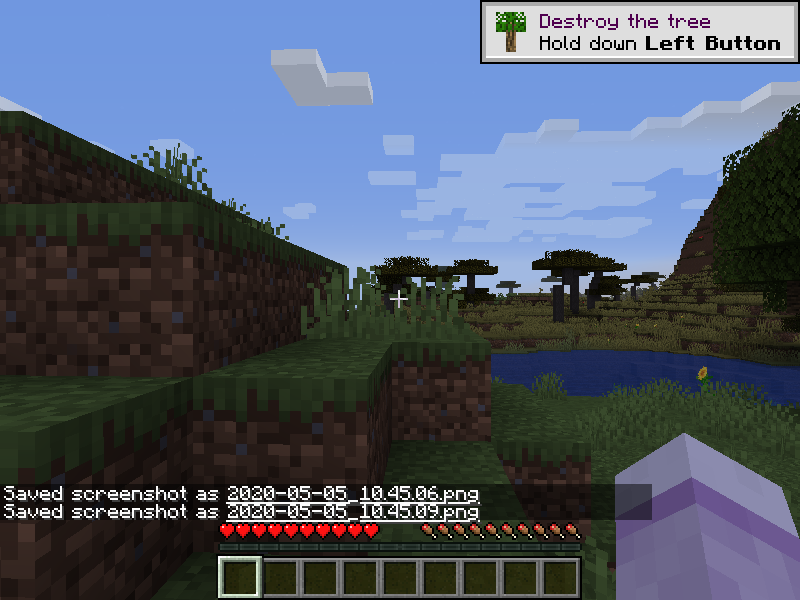 Destroy the tree
Hold down Left Button
Saved screenshot as 2020-05-05_10.45.06.png
Saved screenshot as 2020-05-05_10.45.09.png